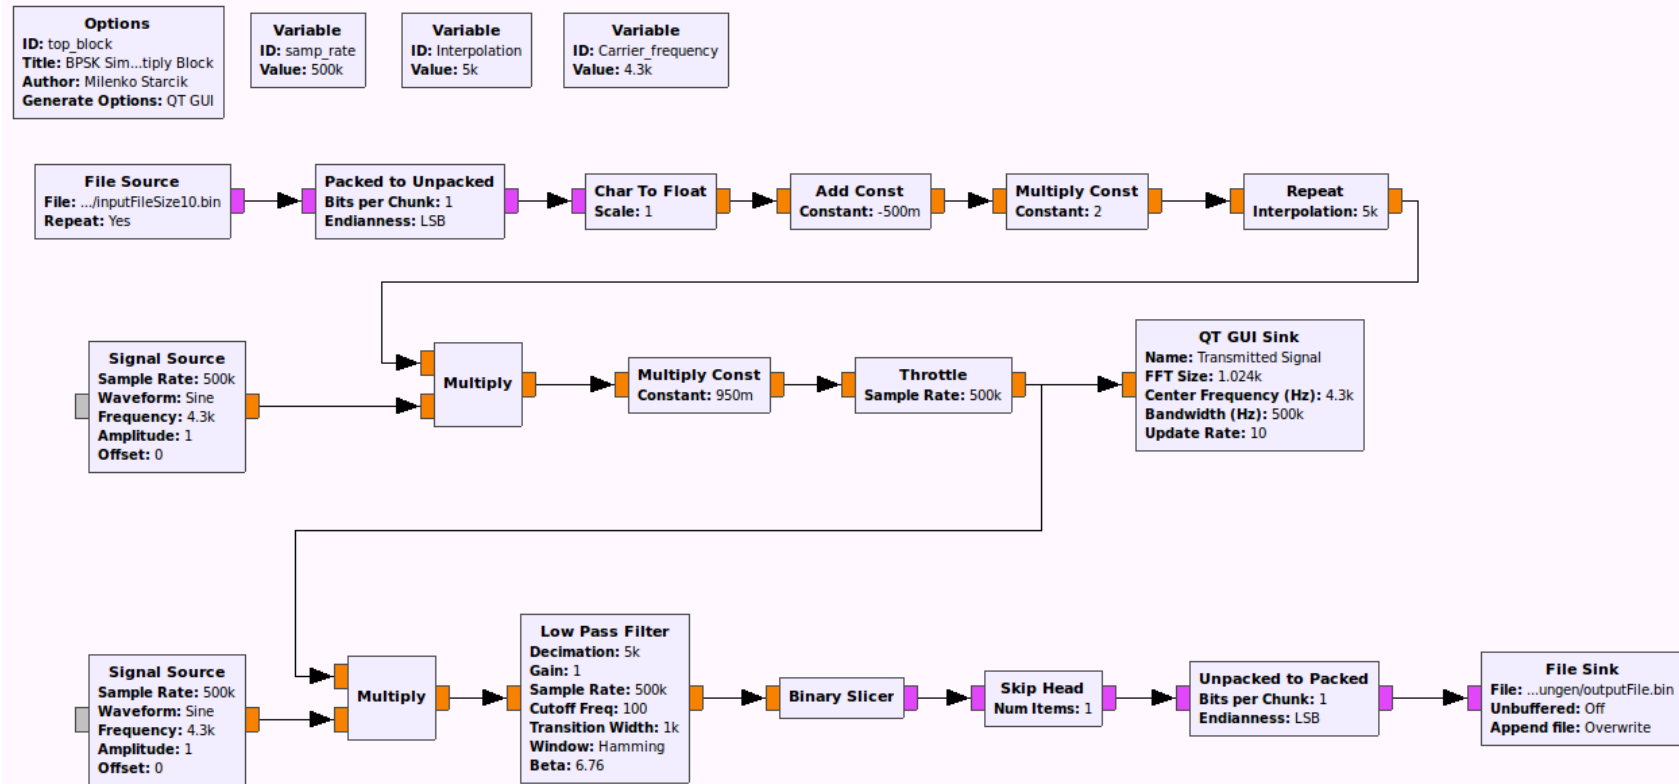 Options
ID: top_block
Title: BPSK Sim...tiply Block
Author: Milenko Starcik
Generate Options: QT GUI
Variable
ID: samp_rate
Value: 500k
Variable
ID: Interpolation
Value: 5k
Variable
ID: Carrier_frequency
Value: 4.3k
File Source
File: .../inputFileSize10.bin
Repeat: Yes
Packed to Unpacked
Bits per Chunk: 1
Endianness: LSB
Char To Float
Scale: 1
Add Const
Constant: -500m
Multiply Const
Constant: 2
Repeat
Interpolation: 5k
Signal Source
Sample Rate: 500k
Waveform: Sine
Frequency: 4.3k
Amplitude: 1
Offset: 0
Multiply
Multiply Const
Constant: 950m
Throttle
Sample Rate: 500k
QT GUI Sink
Name: Transmitted Signal
FFT Size: 1.024k
Center Frequency (Hz): 4.3k
Bandwidth (Hz): 500k
Update Rate: 10
Signal Source
Sample Rate: 500k
Waveform: Sine
Frequency: 4.3k
Amplitude: 1
Offset: 0
Multiply
Low Pass Filter
Decimation: 5k
Gain: 1
Sample Rate: 500k
Cutoff Freq: 100
Transition Width: 1k
Window: Hamming
Beta: 6.76
Binary Slicer
Skip Head
Num Items: 1
Unpacked to Packed
Bits per Chunk: 1
Endianness: LSB
File Sink
File: ...ungen/outputFile.bin
Unbuffered: Off
Append file: Overwrite